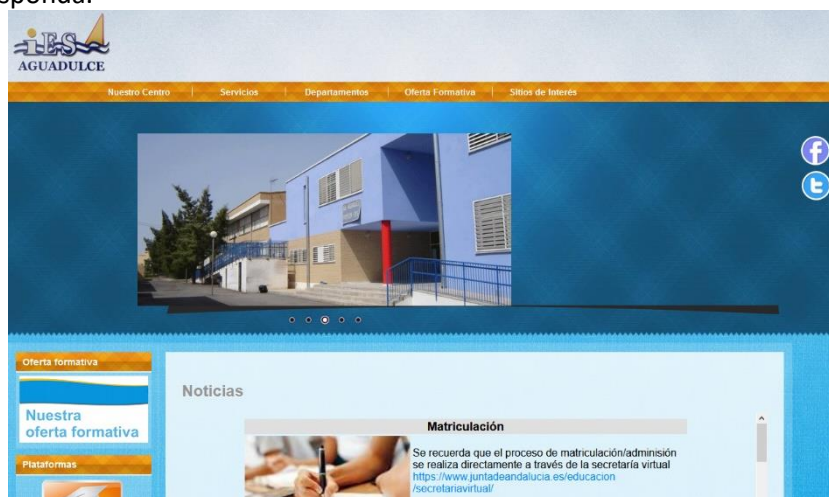 sponda.
iES
AGUADULCE
Nuestro Centro
Servicios
Departamentos
Oferta Formativa
Sitios de Interés
Oferta formativa
Nuestra
oferta formativa
Plataformas
Noticias
Matriculación
Se recuerda que el proceso de matriculación/adminisión
se realiza directamente a través de la secretaría virtual
https://www.juntadeandalucia.es/educacion
/secretariavirtual/